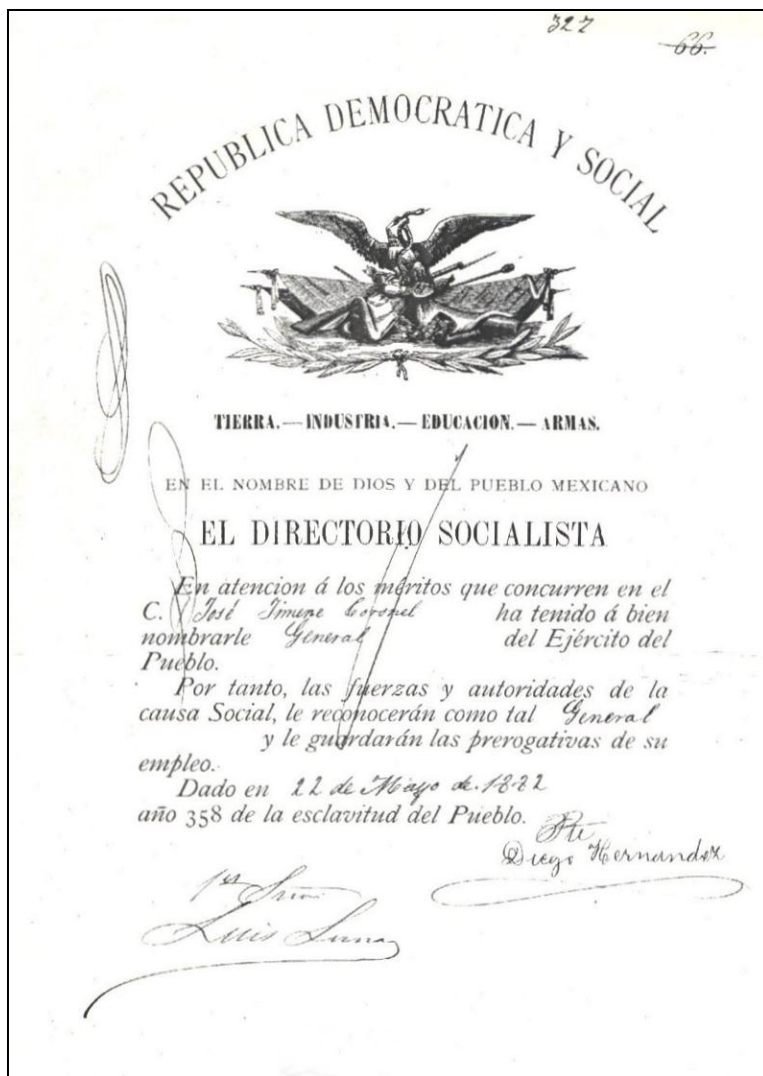 327
66.
REPUBLICA DEMOCRATICA Y SOCIAL
TIERRA.—INDUSTRIA.—EDUCACION.—ARMAS.
EN EL NOMBRE DE DIOS Y DEL PUEBLO MEXICANO
EL DIRECTORIO SOCIALISTA
En atencion á los méritos que concurren en el
C. José Coronel ha tenido á bien
nombrarle General del Ejército del
Pueblo.
Por tanto, las fuerzas y autoridades de la
causa Social, le reconocerán como tal General
y le guardarán las prerogativas de su
empleo.
Dado en 22 de Mayo de 1882
año 358 de la esclavitud del Pueblo.
Pte
Diego Hernandez
1er Srio
Luis Luna